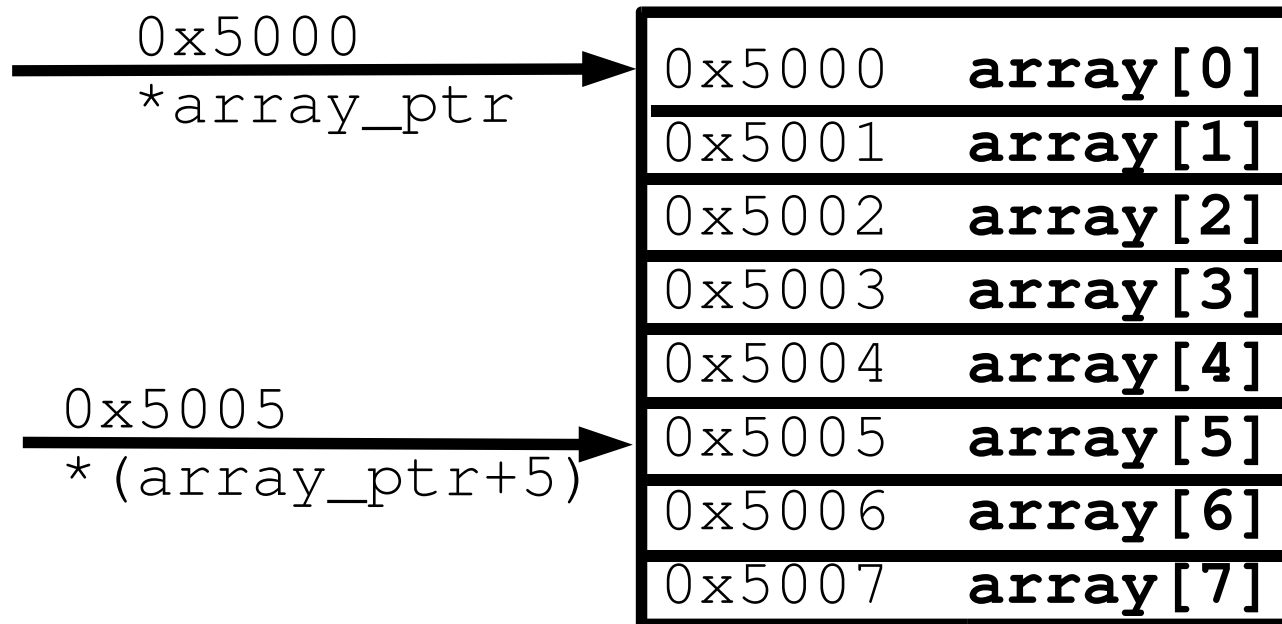 0x5000
*array_ptr
0x5000 array[0]
0x5001 array[1]
0x5002 array[2]
0x5003 array[3]
0x5004 array[4]
0x5005
*(array_ptr+5)
0x5005 array[5]
0x5006 array[6]
0x5007 array[7]